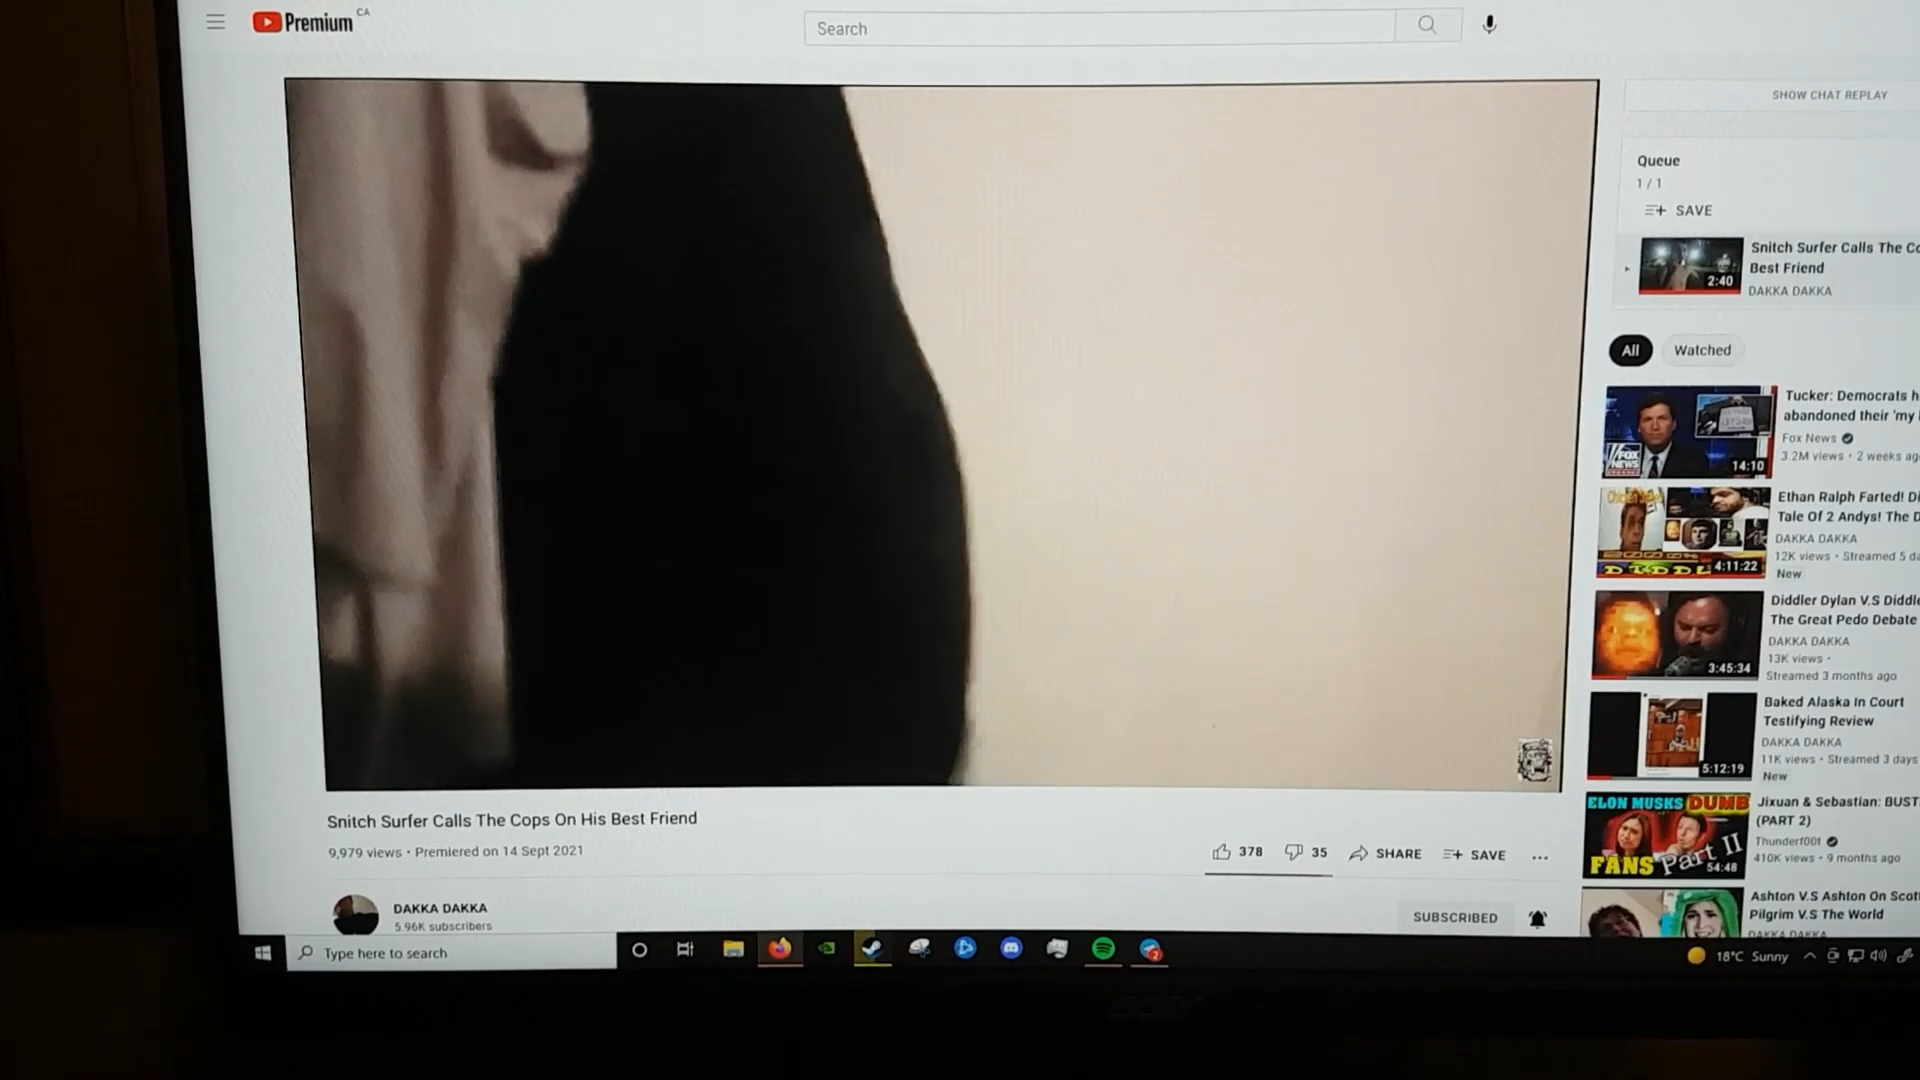 Premium CA
Search
SHOW CHAT REPLAY
Queue
1 / 1
SAVE
Snitch Surfer Calls The Co
Best Friend
DAKKA DAKKA
2:40
All
Watched
Tucker: Democrats h
abandoned their 'my
Fox News
3.2M views • 2 weeks ag
FOX
NEWS
14:10
Ethan Ralph Farted! Di
Tale Of 2 Andys! The D
DAKKA DAKKA
12K views • Streamed 5 da
New
4:11:22
Diddler Dylan V.S Diddle
The Great Pedo Debate
DAKKA DAKKA
13K views •
Streamed 3 months ago
3:45:34
Baked Alaska In Court
Testifying Review
DAKKA DAKKA
11K views • Streamed 3 days
New
5:12:19
ELON MUSKS DUMB
FANS Part II
54:48
Jixuan & Sebastian: BUST
(PART 2)
Thunderf00t
410K views • 9 months ago
Ashton V.S Ashton On Scot
Pilgrim V.S The World
DAKKA DAKKA
Snitch Surfer Calls The Cops On His Best Friend
9,979 views • Premiered on 14 Sept 2021
378
35
SHARE
SAVE
DAKKA DAKKA
5.96K subscribers
SUBSCRIBED
Type here to search
2
18°C Sunny